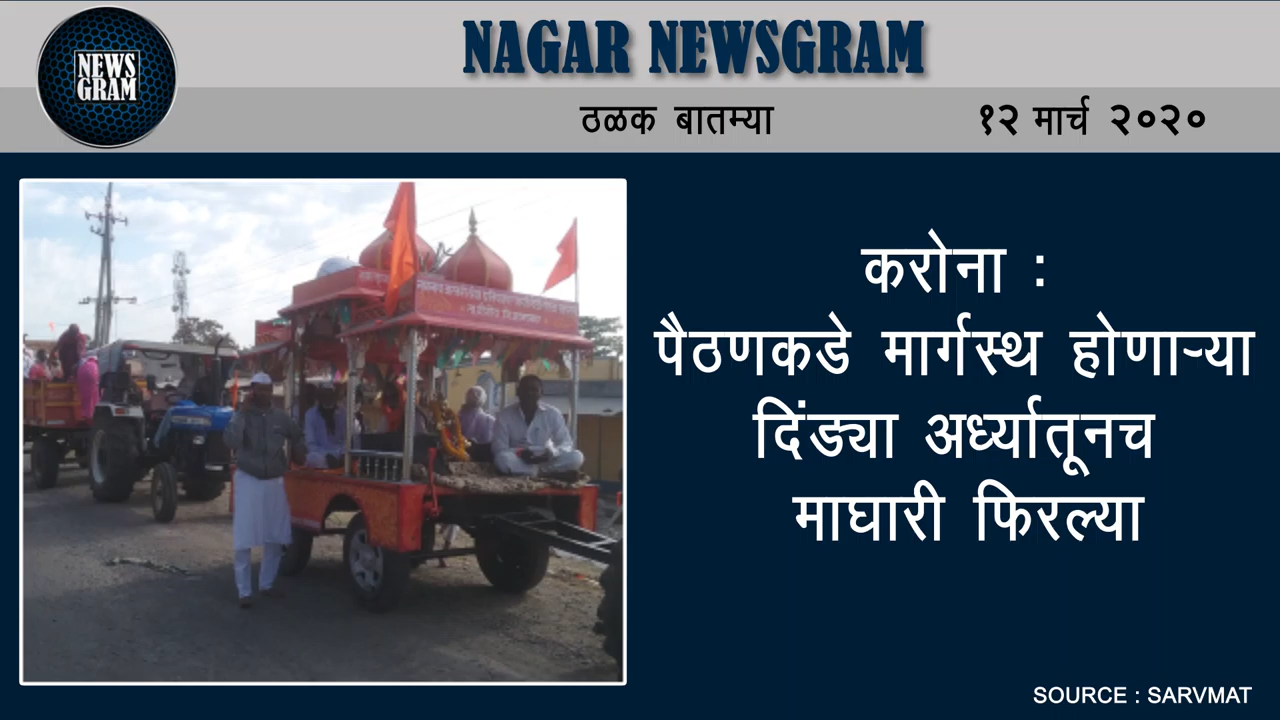 NEWS
GRAM
NAGAR NEWSGRAM
ठळक बातम्या
१२ मार्च २०२०
करोना :
पैठणकडे मार्गस्थ होणाऱ्या
दिंड्या अर्ध्यातूनच
माघारी फिरल्या
SOURCE : SARVMAT